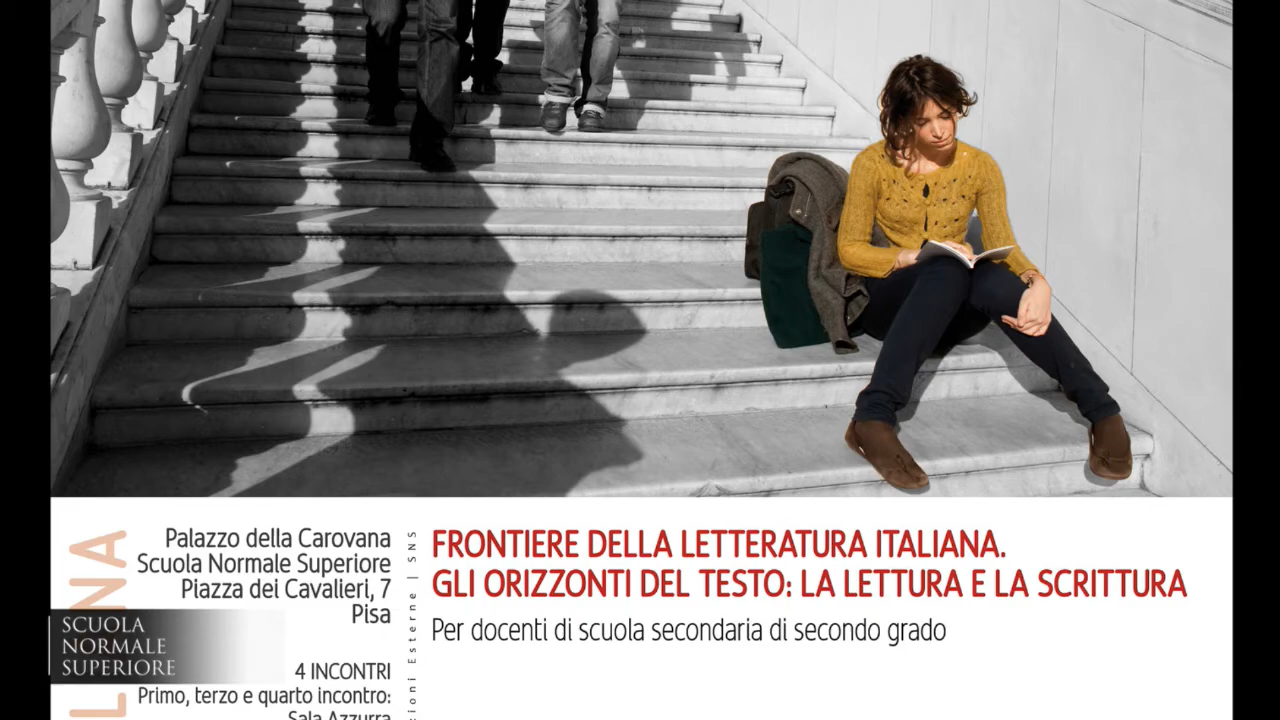 Palazzo della Carovana
Scuola Normale Superiore
Piazza dei Cavalieri, 7
Pisa
4 INCONTRI
Primo, terzo e quarto incontro:
Sala Azzurra
SNS
FRONTIERE DELLA LETTERATURA ITALIANA.
GLI ORIZZONTI DEL TESTO: LA LETTURA E LA SCRITTURA
Per docenti di scuola secondaria di secondo grado
SCUOLA
NORMALE
SUPERIORE